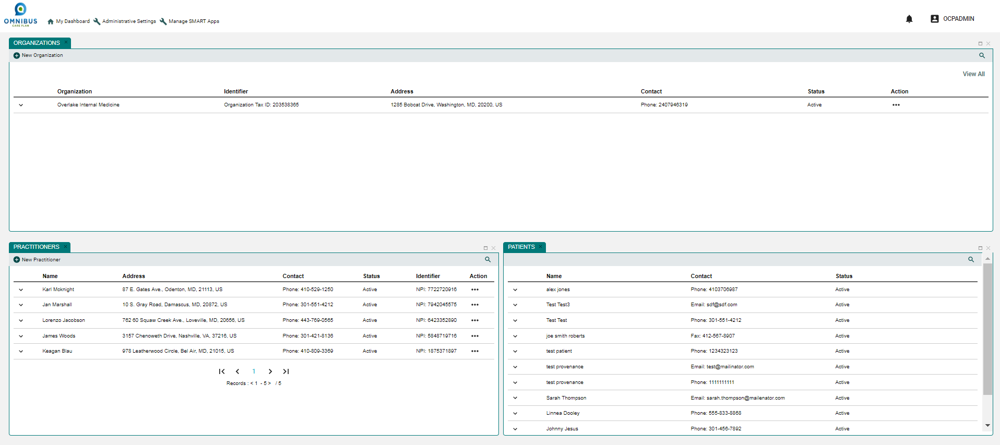 OMNIBUS
CARE PLAN
My Dashboard Administrative Settings Manage SMART Apps
OCPADMIN
ORGANIZATIONS
New Organization
View All
Organization Identifier Address Contact Status Action
Overlake Internal Medicine Organization Tax ID: 203538365 1285 Bobcat Drive, Washington, MD, 20200, US Phone: 2407946319 Active
PRACTITIONERS
New Practitioner
Name Address Contact Status Identifier Action
Karl Mcknight 87 E. Gates Ave., Odenton, MD, 21113, US Phone: 410-529-1250 Active NPI: 7722720916
Jan Marshall 10 S. Gray Road, Damascus, MD, 20872, US Phone: 301-551-4212 Active NPI: 7942045575
Lorenzo Jacobson 762 60 Squaw Creek Ave., Loveville, MD, 20656, US Phone: 443-769-0565 Active NPI: 6423352890
James Woods 3157 Chenoweth Drive, Nashville, VA, 37216, US Phone: 301-421-8136 Active NPI: 5848719716
Keagan Blau 978 Leatherwood Circle, Bel Air, MD, 21015, US Phone: 410-809-3369 Active NPI: 1875371897
1
Records : < 1 - 5 > / 5
PATIENTS
Name Contact Status
alex jones Phone: 4103706987 Active
Test Test3 Email: sdf@sdf.com Active
Test Test Phone: 301-551-4212 Active
joe smith roberts Fax: 412-567-8907 Active
test patient Phone: 1234323123 Active
test provenance Email: test@mailinator.com Active
test provenance Phone: 1111111111 Active
Sarah Thompson Email: sarah.thompson@mailenator.com Active
Linnea Dooley Phone: 555-833-8868 Active
Johnny Jesus Phone: 301-456-7892 Active